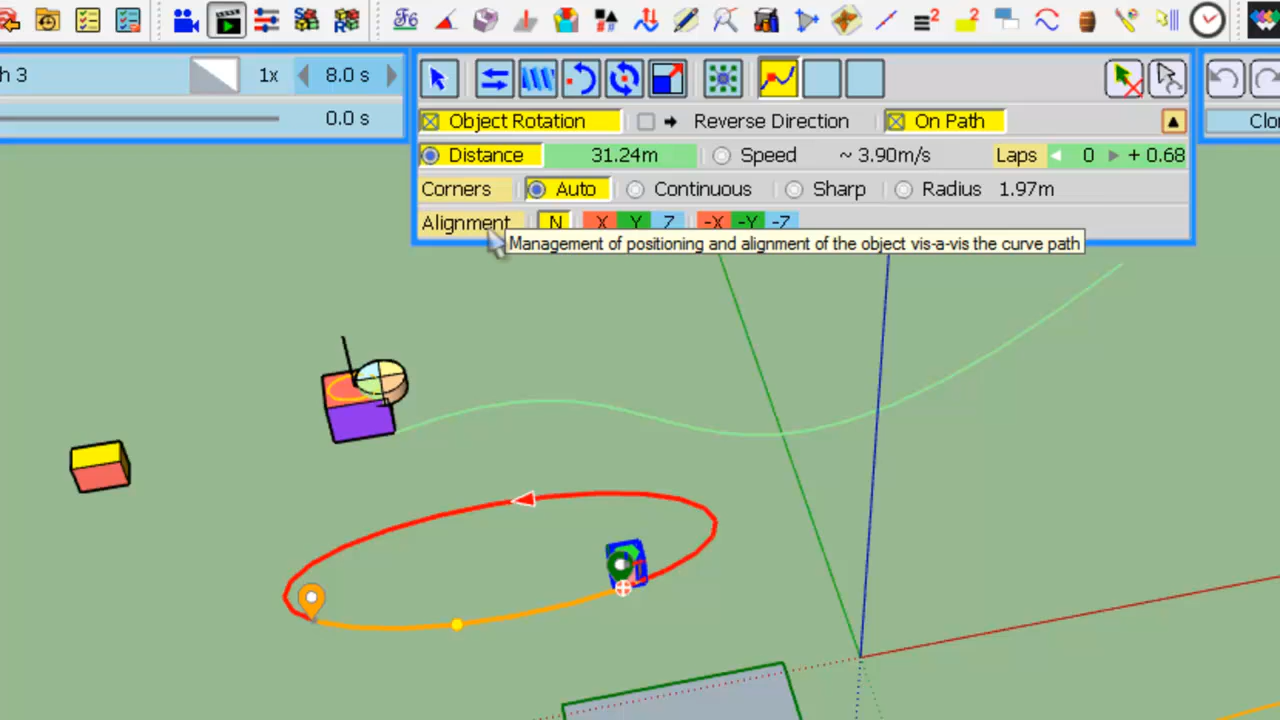 h 3 1x 8.0 s
0.0 s
Object Rotation Reverse Direction On Path
Distance 31.24m Speed ~ 3.90m/s Laps 0 + 0.68
Corners Auto Continuous Sharp Radius 1.97m
Alignment N X Y Z -X -Y -Z
Management of positioning and alignment of the object vis-a-vis the curve path
Clo